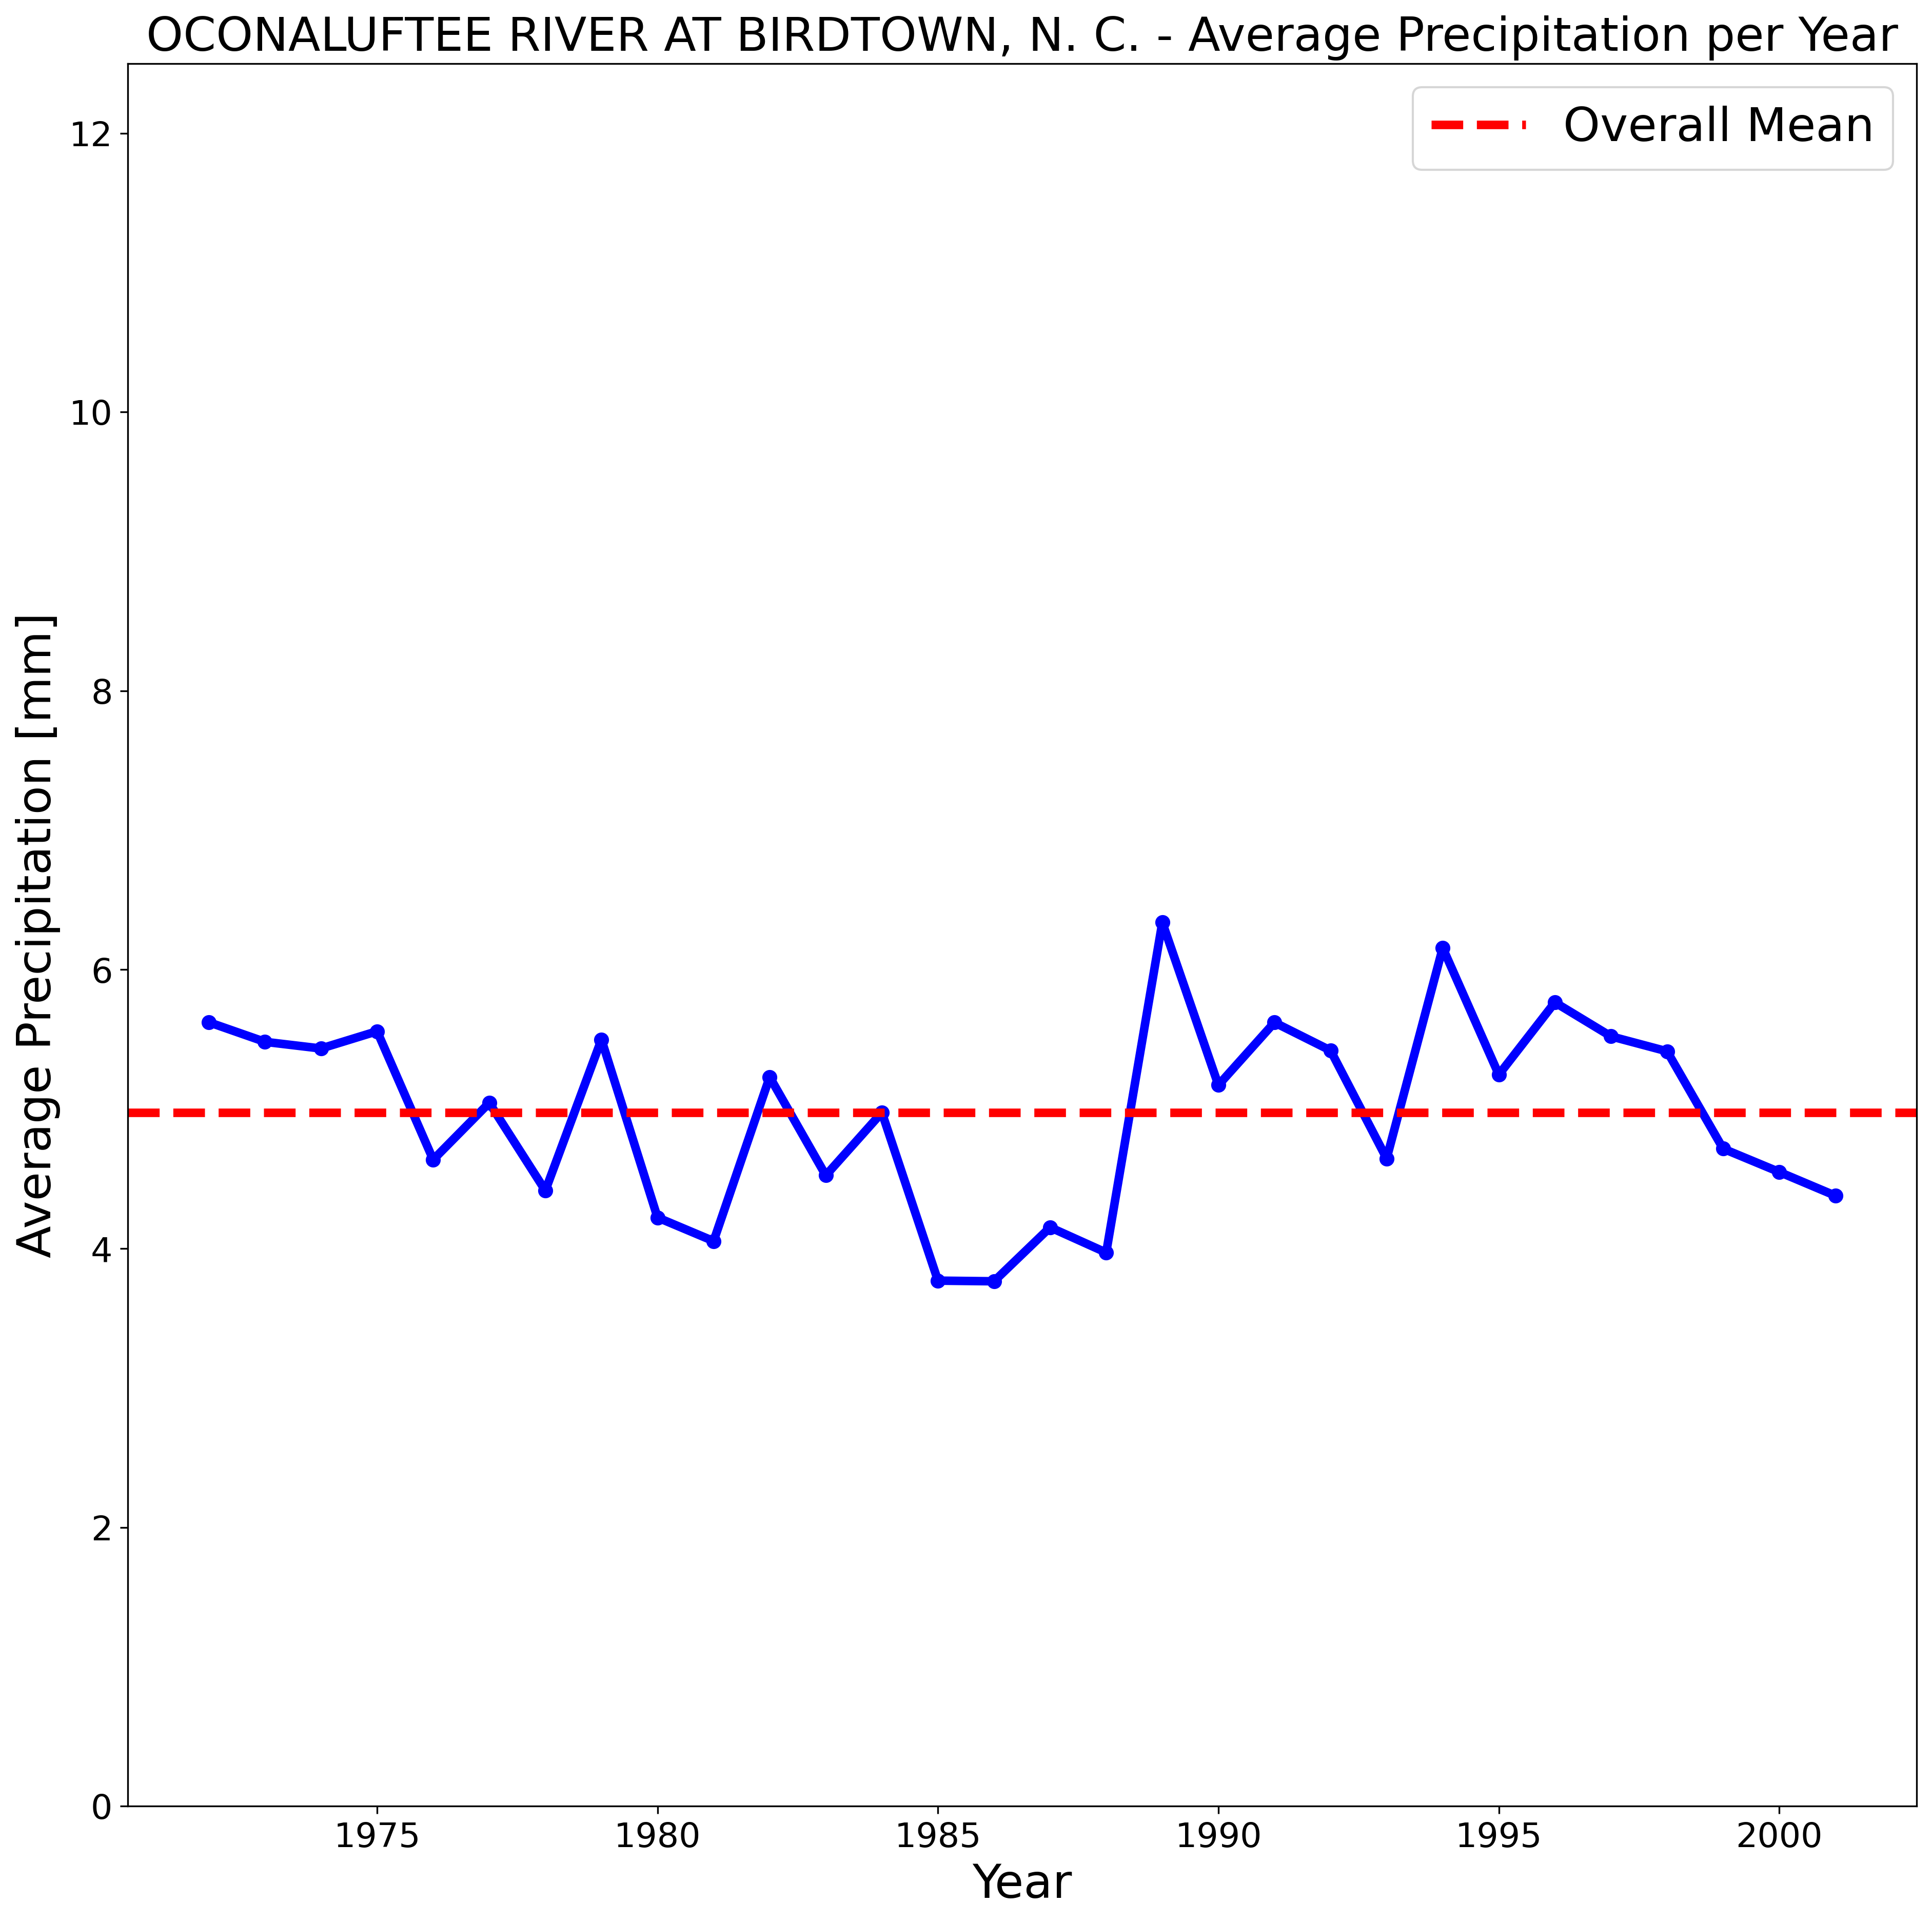 OCONALUFTEE RIVER AT BIRDTOWN, N. C. - Average Precipitation per Year
Overall Mean
Average Precipitation [mm]
12
10
8
6
4
2
0
1975 1980 1985 1990 1995 2000
Year